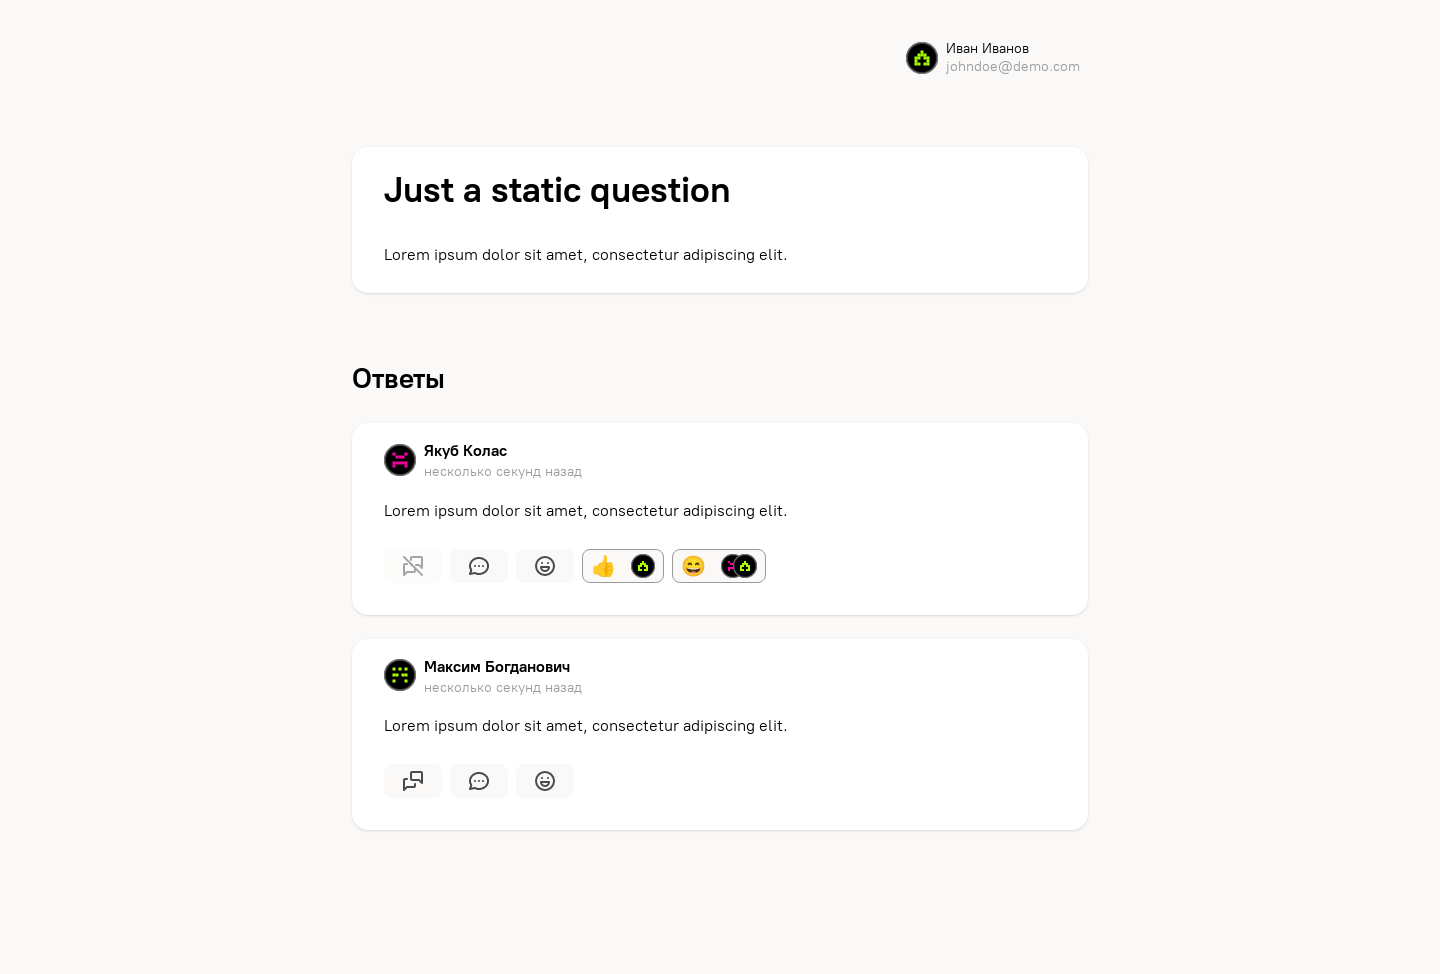 Иван Иванов
johndoe@demo.com
Just a static question
Lorem ipsum dolor sit amet, consectetur adipiscing elit.
Ответы
Якуб Колас
несколько секунд назад
Lorem ipsum dolor sit amet, consectetur adipiscing elit.
Максим Богданович
несколько секунд назад
Lorem ipsum dolor sit amet, consectetur adipiscing elit.